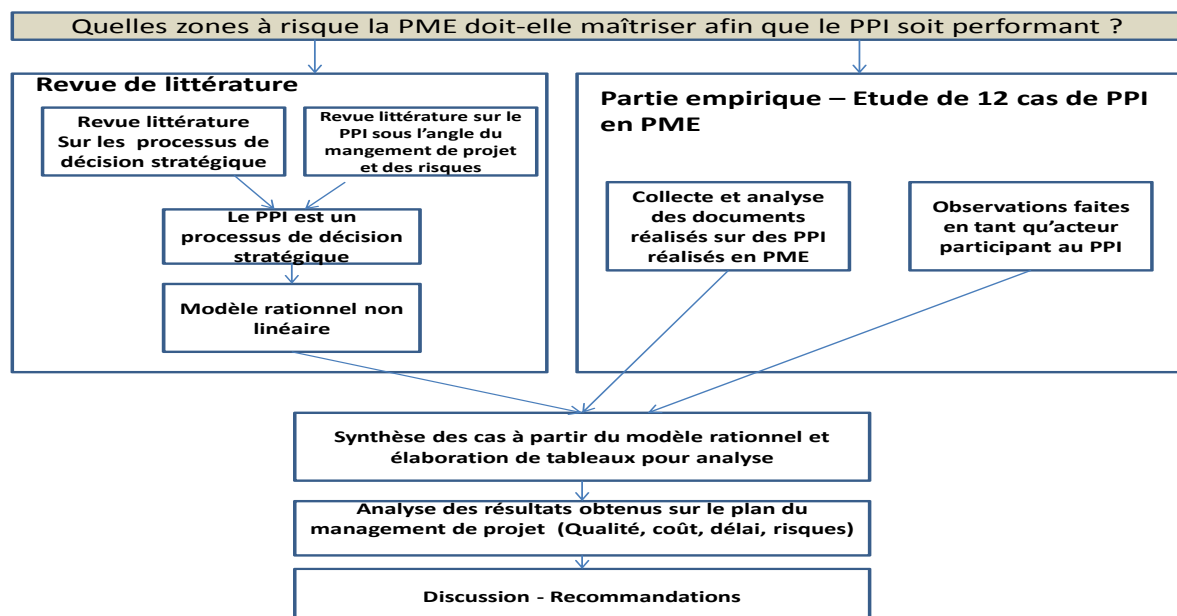 Quelles zones à risque la PME doit-elle maîtriser afin que le PPI soit performant ?
Revue de littérature
Revue littérature
Sur les processus de
décision stratégique
Revue littérature sur le
PPI sous l'angle du
mangement de projet
et des risques
Le PPI est un
processus de décision
stratégique
Modèle rationnel non
linéaire
Partie empirique – Etude de 12 cas de PPI
en PME
Collecte et analyse
des documents
réalisés sur des PPI
réalisés en PME
Observations faites
en tant qu'acteur
participant au PPI
Synthèse des cas à partir du modèle rationnel et
élaboration de tableaux pour analyse
Analyse des résultats obtenus sur le plan du
management de projet (Qualité, coût, délai, risques)
Discussion - Recommandations